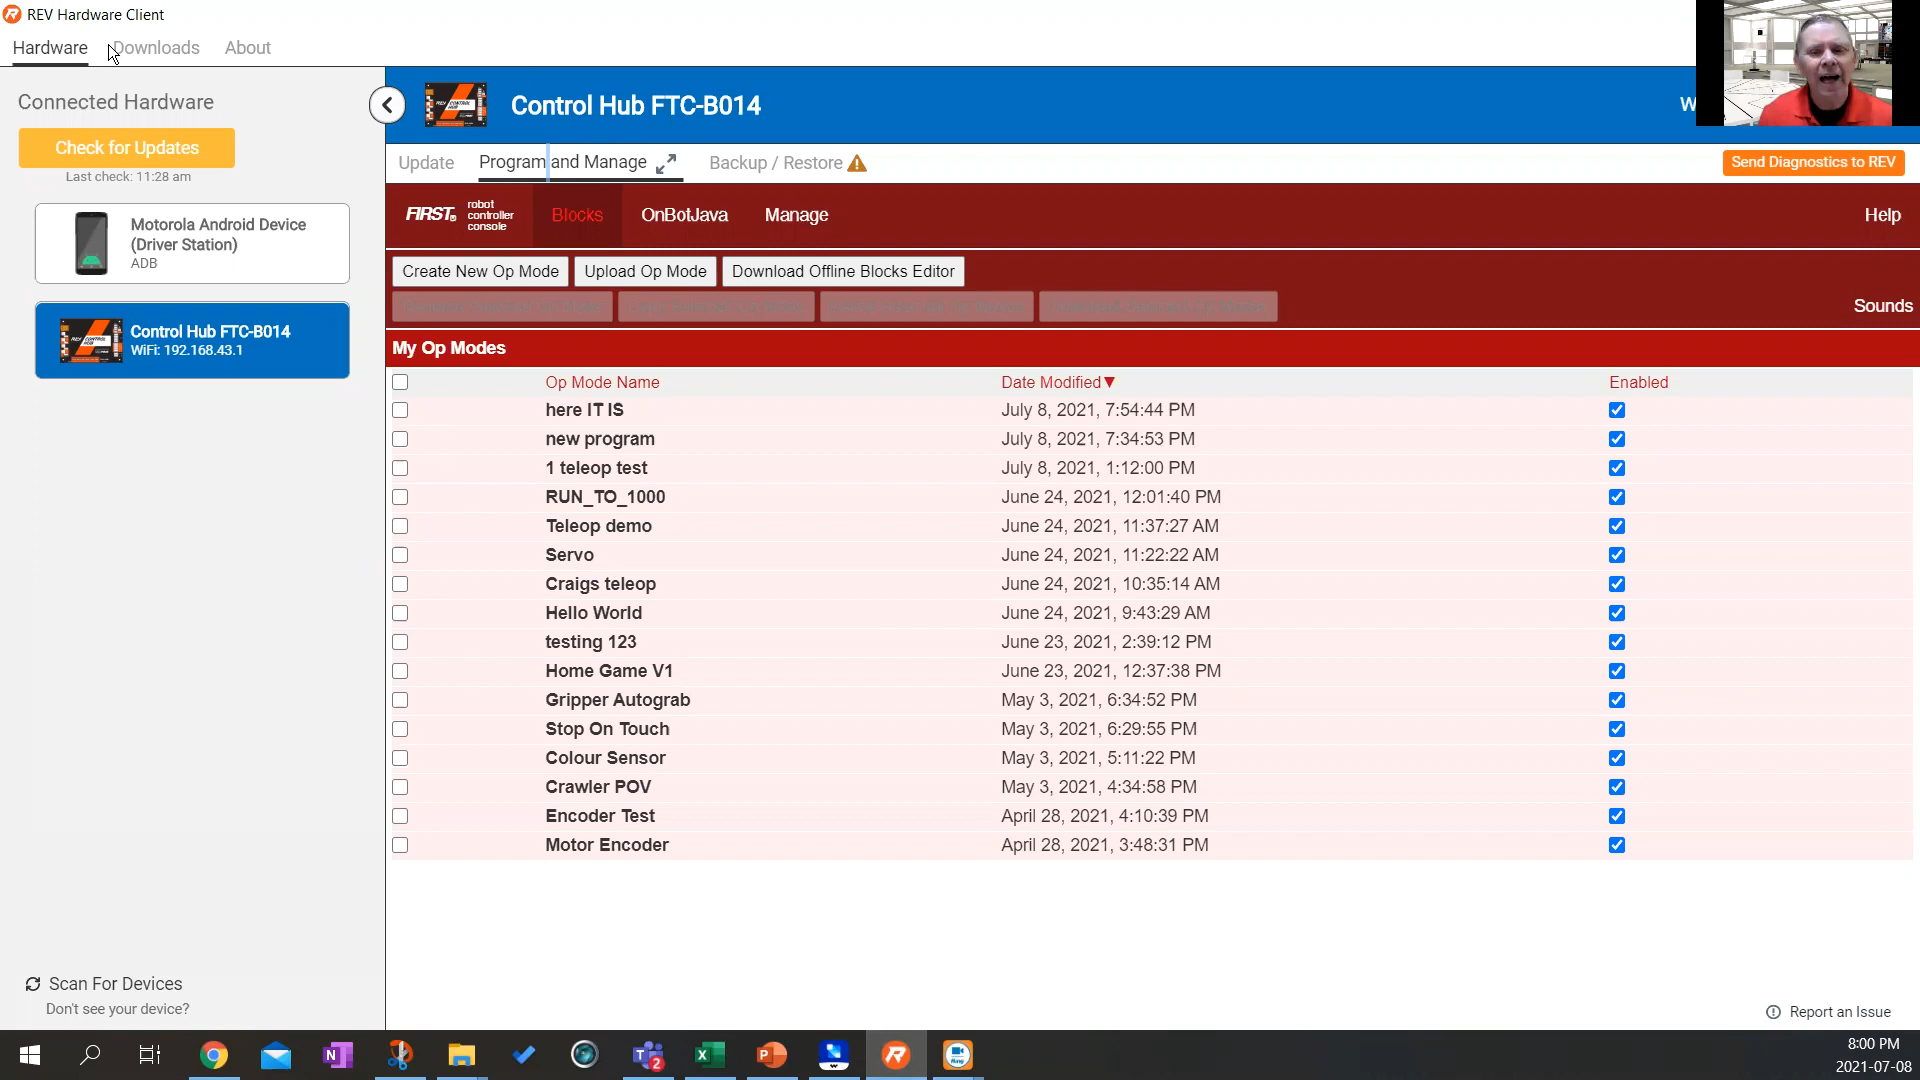 REV Hardware Client
Hardware Downloads About
Connected Hardware
Check for Updates
Last check: 11:28 am
Motorola Android Device
(Driver Station)
ADB
Control Hub FTC-B014
WiFi: 192.168.43.1
Scan For Devices
Don't see your device?
Control Hub FTC-B014
W
Update Program and Manage Backup / Restore
Send Diagnostics to REV
FIRST robot controller console Blocks OnBotJava Manage Help
Create New Op Mode Upload Op Mode Download Offline Blocks Editor
Sounds
My Op Modes
Op Mode Name Date Modified▼ Enabled
here IT IS July 8, 2021, 7:54:44 PM
new program July 8, 2021, 7:34:53 PM
1 teleop test July 8, 2021, 1:12:00 PM
RUN_TO_1000 June 24, 2021, 12:01:40 PM
Teleop demo June 24, 2021, 11:37:27 AM
Servo June 24, 2021, 11:22:22 AM
Craigs teleop June 24, 2021, 10:35:14 AM
Hello World June 24, 2021, 9:43:29 AM
testing 123 June 23, 2021, 2:39:12 PM
Home Game V1 June 23, 2021, 12:37:38 PM
Gripper Autograb May 3, 2021, 6:34:52 PM
Stop On Touch May 3, 2021, 6:29:55 PM
Colour Sensor May 3, 2021, 5:11:22 PM
Crawler POV May 3, 2021, 4:34:58 PM
Encoder Test April 28, 2021, 4:10:39 PM
Motor Encoder April 28, 2021, 3:48:31 PM
Report an Issue
8:00 PM
2021-07-08